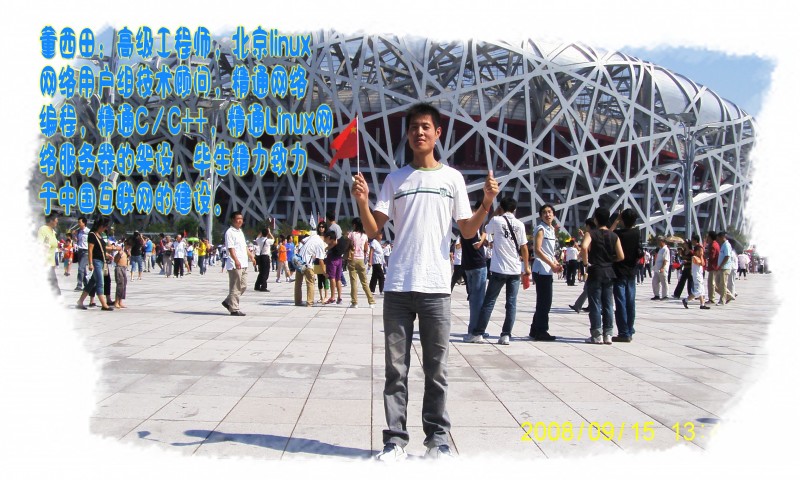 董西田：高级工程师，北京linux
网络用户组技术顾问，精通网络
编程，精通C/C++，精通Linux网
络服务器的架设，毕生精力致力
于中国互联网的建设。
2008/09/15 13: